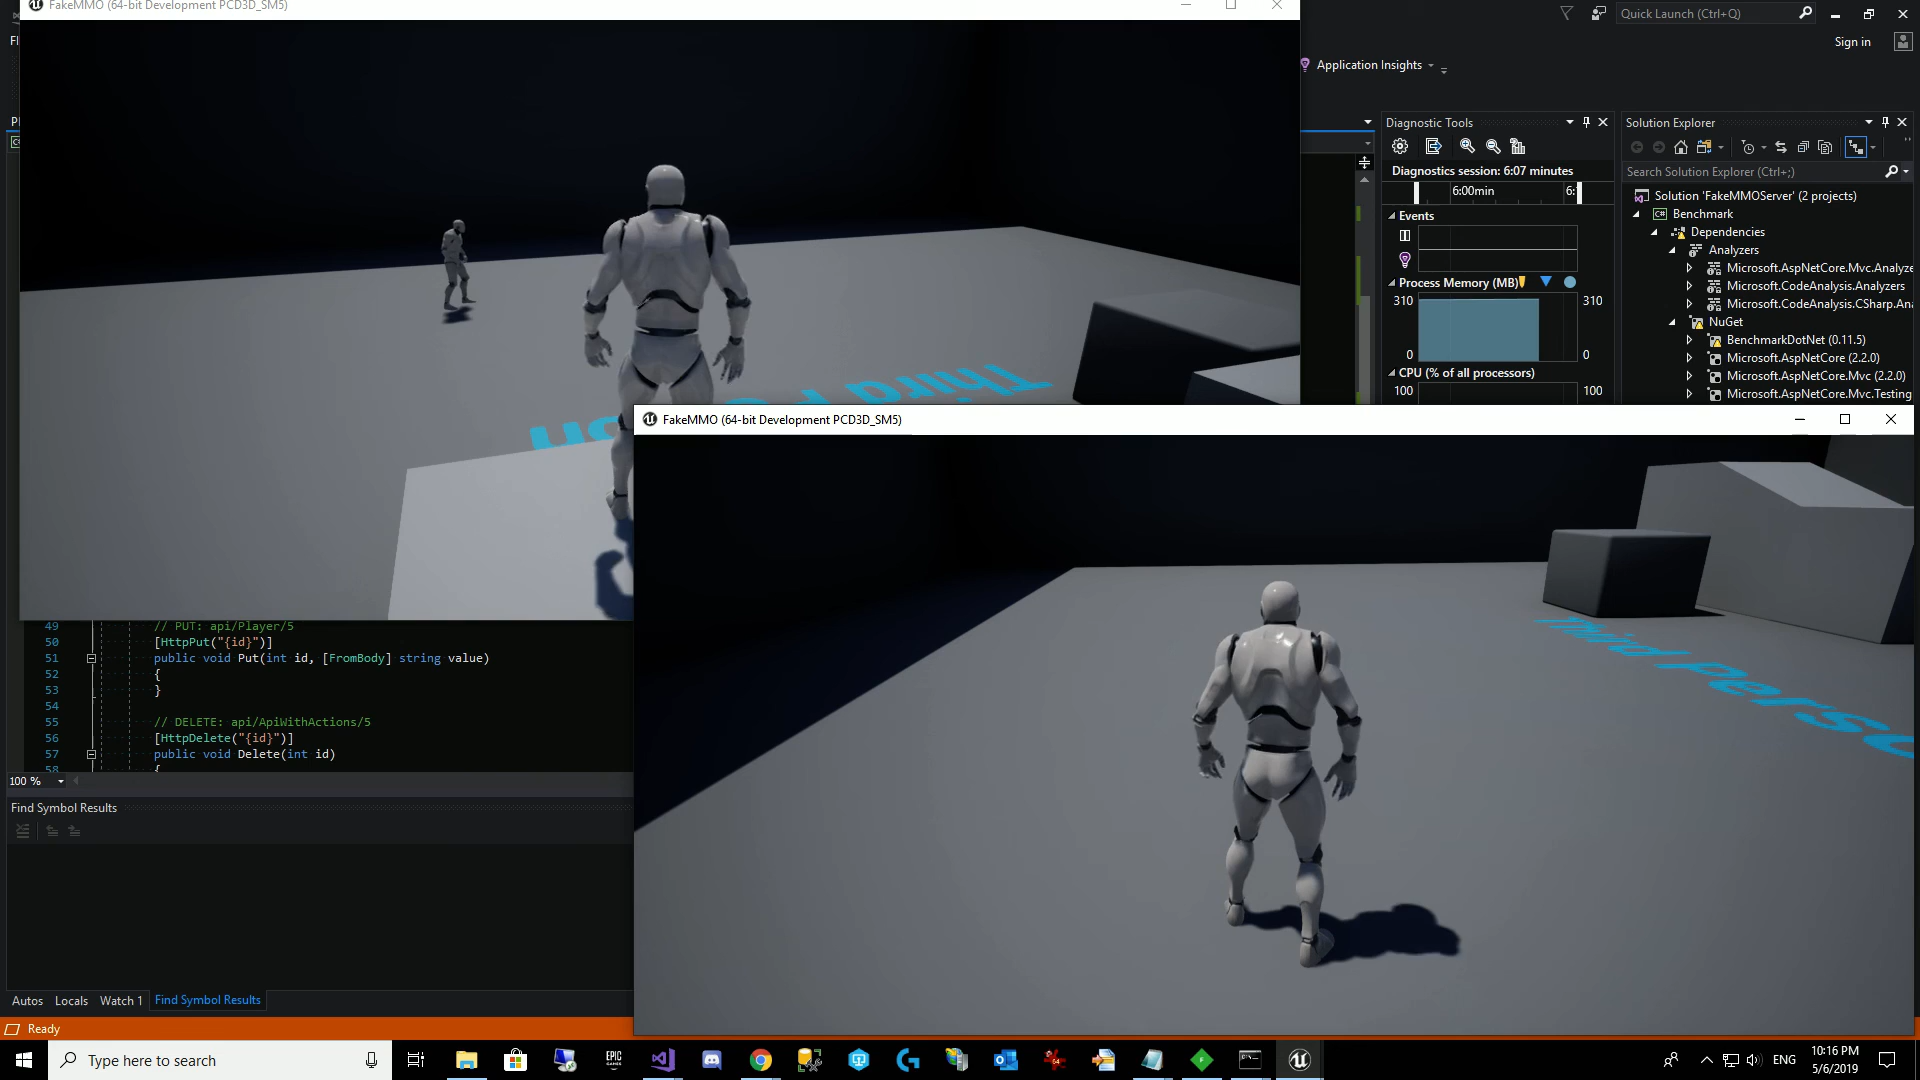 FakeMMO (64-bit Development PCD3D_SM5)
Quick Launch (Ctrl+Q)
Sign in
Application Insights
Diagnostic Tools
Diagnostics session: 6:07 minutes
6:00min
Events
Process Memory (MB)
310 310
0 0
CPU (% of all processors)
100 100
Solution Explorer
Search Solution Explorer (Ctrl+;)
Solution 'FakeMMOServer' (2 projects)
C# Benchmark
Dependencies
Analyzers
Microsoft.AspNetCore.Mvc.Analyze
Microsoft.CodeAnalysis.Analyzers
Microsoft.CodeAnalysis.CSharp.An
NuGet
BenchmarkDotNet (0.11.5)
Microsoft.AspNetCore (2.2.0)
Microsoft.AspNetCore.Mvc (2.2.0)
Microsoft.AspNetCore.Mvc.Testing
Third
FakeMMO (64-bit Development PCD3D_SM5)
Third Perso
49 // PUT: api/Player/5
50 [HttpPut("{id}")]
51 public void Put(int id, [FromBody] string value)
52 {
53 }
54
55 // DELETE: api/ApiWithActions/5
56 [HttpDelete("{id}")]
57 public void Delete(int id)
58 {
100 %
Find Symbol Results
Autos Locals Watch 1 Find Symbol Results
Ready
Type here to search
EPIC
GAMES
ENG
10:16 PM
5/6/2019